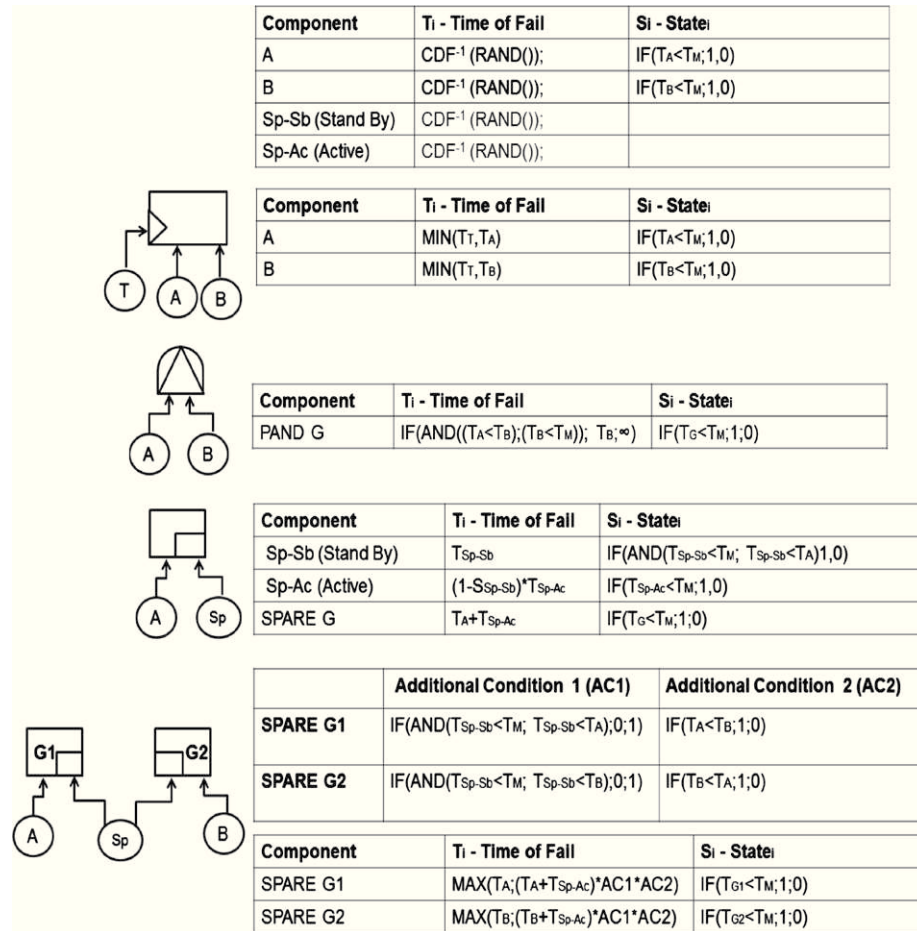 Component Ti - Time of Fail Si - Statei
A CDF-1 (RAND()); IF(TA<TM;1,0)
B CDF-1 (RAND()); IF(TB<TM;1,0)
Sp-Sb (Stand By) CDF-1 (RAND());
Sp-Ac (Active) CDF-1 (RAND());
Component Ti - Time of Fail Si - Statei
A MIN(TT,TA) IF(TA<TM;1,0)
B MIN(TT,TB) IF(TB<TM;1,0)
T A B
Component Ti - Time of Fail Si - Statei
PAND G IF(AND((TA<TB);(TB<TM)); TB;∞) IF(TG<TM;1;0)
A B
Component Ti - Time of Fail Si - Statei
Sp-Sb (Stand By) TSp-Sb IF(AND(TSp-Sb<TM; TSp-Sb<TA)1,0)
Sp-Ac (Active) (1-SSp-Sb)*TSp-Ac IF(TSp-Ac<TM;1,0)
SPARE G TA+TSp-Ac IF(TG<TM;1;0)
A Sp
Additional Condition 1 (AC1) Additional Condition 2 (AC2)
SPARE G1 IF(AND(TSp-Sb<TM; TSp-Sb<TA);0;1) IF(TA<TB;1;0)
SPARE G2 IF(AND(TSp-Sb<TM; TSp-Sb<TB);0;1) IF(TB<TA;1;0)
G1 G2
A Sp B
Component Ti - Time of Fail Si - Statei
SPARE G1 MAX(TA;(TA+TSp-Ac)*AC1*AC2) IF(TG1<TM;1;0)
SPARE G2 MAX(TB;(TB+TSp-Ac)*AC1*AC2) IF(TG2<TM;1;0)